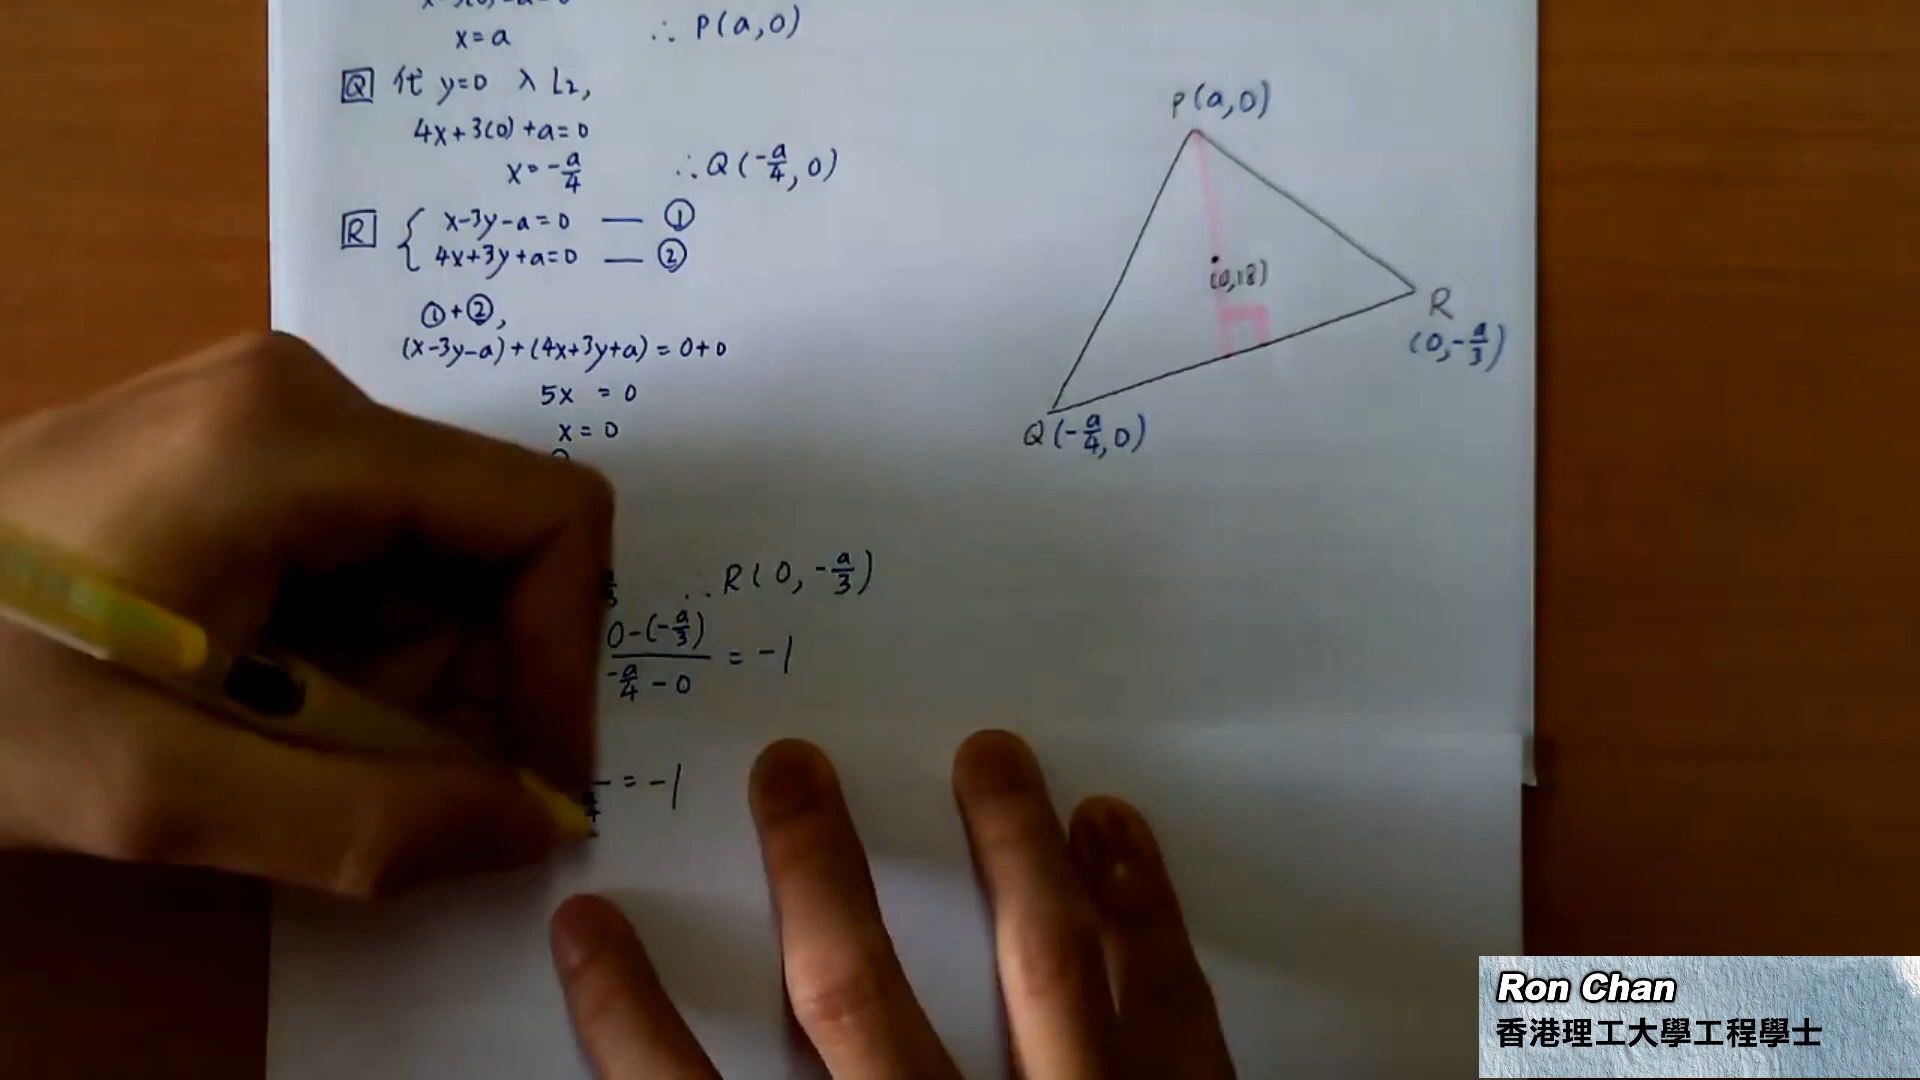 x=a ∴ P(a,0)
Q 代 y=0 入 L2,
4x+3(0)+a=0
x=-a/4 ∴Q(-a/4,0)
R { x-3y-a=0 — ①
4x+3y+a=0 — ②
①+②,
(x-3y-a)+(4x+3y+a)=0+0
5x = 0
x=0
∴R(0,-a/3)
0-(-a/3)
-a/4-0
=-1
=-1
P(a,0)
(0,18)
R
(0,-a/3)
Q(-a/4,0)
Ron Chan
香港理工大學工程學士